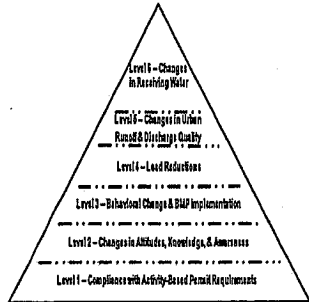 Level 6 – Changes
in Receiving Water
Level 5 – Changes in Urban
Runoff & Discharge Quality
Level 4 – Load Reductions
Level 3 – Behavioral Change & BMP Implementation
Level 2 – Changes in Attitudes, Knowledge, & Awareness
Level 1 – Compliance with Activity-Based Permit Requirements